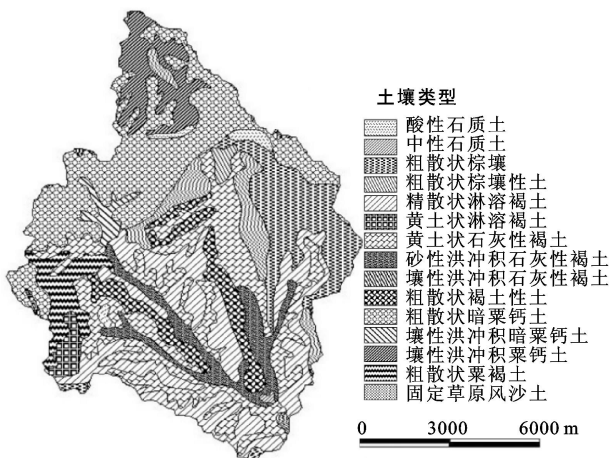 土壤类型
酸性石质土
中性石质土
粗散状棕壤
粗散状棕壤性土
精散状淋溶褐土
黄土状淋溶褐土
黄土状石灰性褐土
砂性洪冲积石灰性褐土
壤性洪冲积石灰性褐土
粗散状褐土性土
粗散状暗栗钙土
壤性洪冲积暗粟钙土
壤性洪冲积粟钙土
粗散状粟褐土
固定草原风沙土
0 3000 6000 m